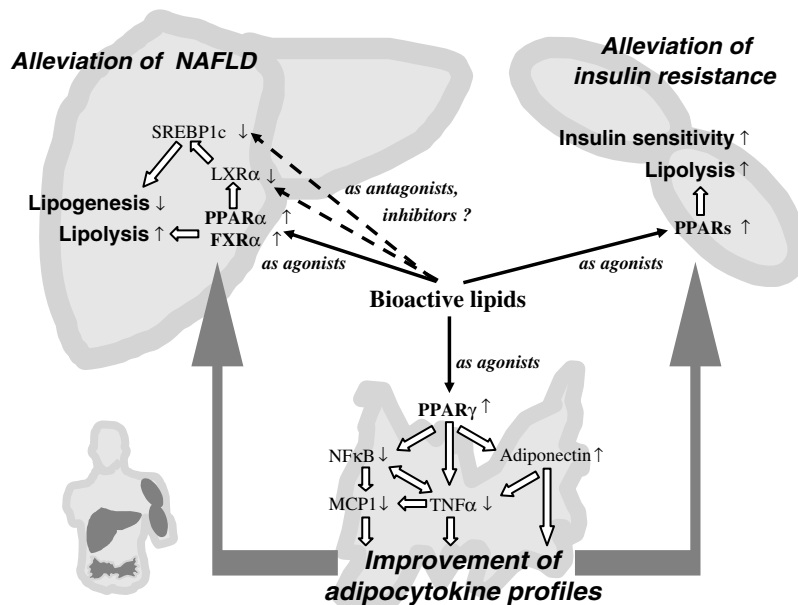 Alleviation of NAFLD
SREBP1c ↓
LXRα ↓
Lipogenesis ↓
PPARα ↑
Lipolysis ↑
FXRα ↑
as antagonists,
inhibitors ?
as agonists
Alleviation of
insulin resistance
Insulin sensitivity ↑
Lipolysis ↑
PPARs ↑
as agonists
Bioactive lipids
as agonists
PPARγ ↑
NFκB ↓
Adiponectin ↑
MCP1 ↓
TNFα ↓
Improvement of
adipocytokine profiles